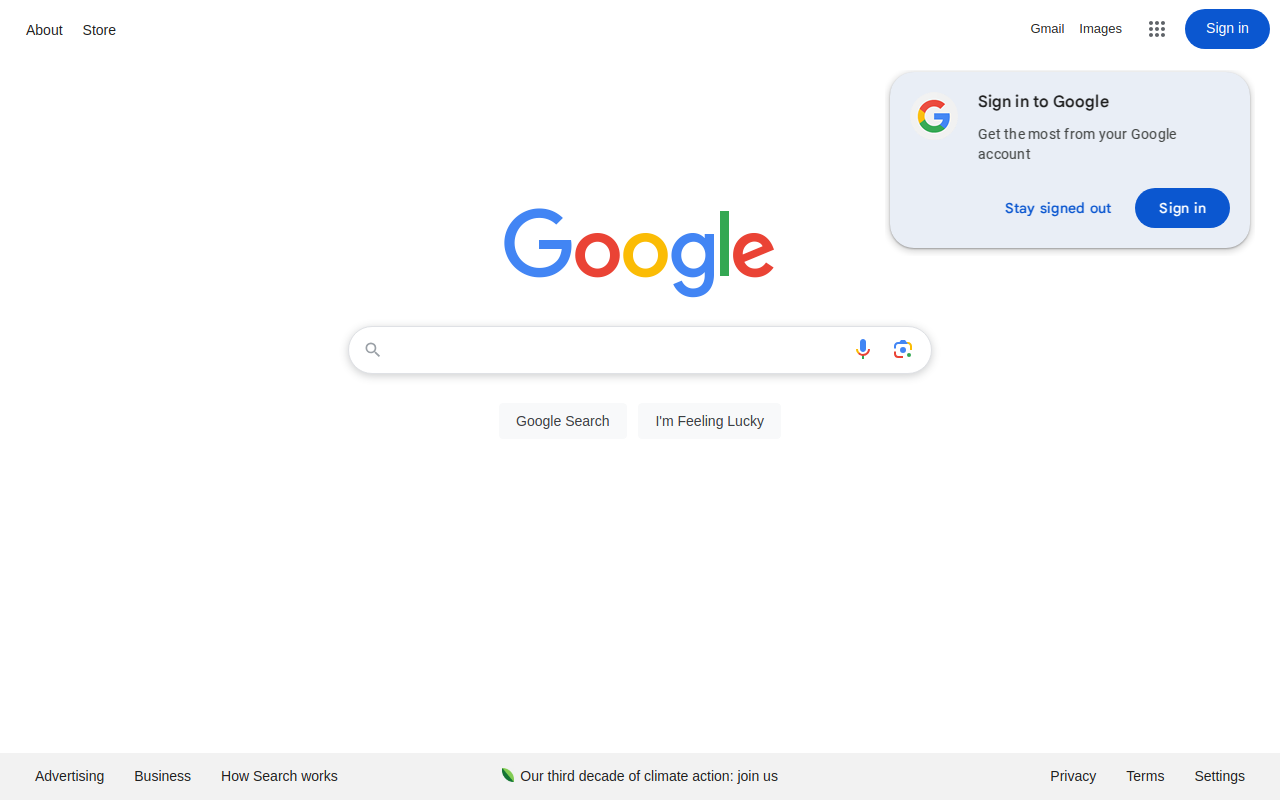 About Store
Gmail Images Sign in
Sign in to Google
Get the most from your Google
account
Stay signed out Sign in
Google
Google Search I'm Feeling Lucky
Advertising Business How Search works Our third decade of climate action: join us Privacy Terms Settings